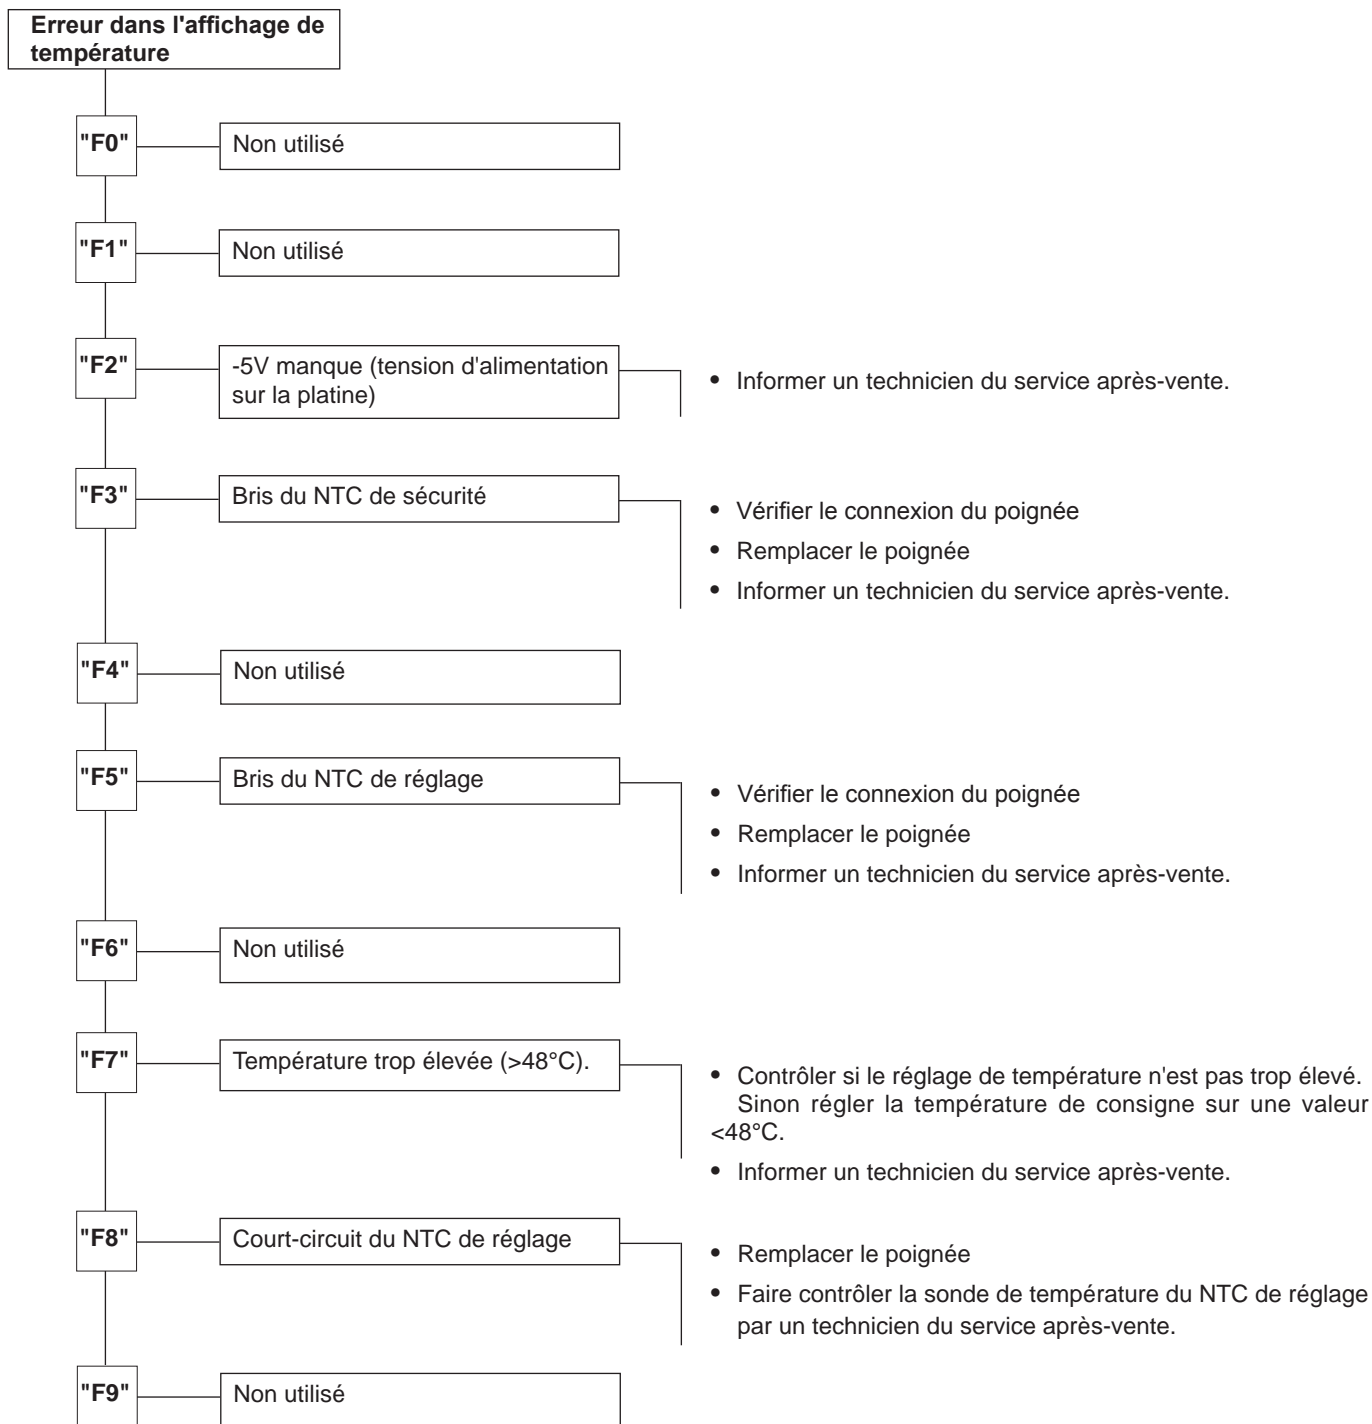 Erreur dans l'affichage de
température
"F0"
Non utilisé
"F1"
Non utilisé
"F2"
-5V manque (tension d'alimentation
sur la platine)
• Informer un technicien du service après-vente.
"F3"
Bris du NTC de sécurité
• Vérifier le connexion du poignée
• Remplacer le poignée
• Informer un technicien du service après-vente.
"F4"
Non utilisé
"F5"
Bris du NTC de réglage
• Vérifier le connexion du poignée
• Remplacer le poignée
• Informer un technicien du service après-vente.
"F6"
Non utilisé
"F7"
Température trop élevée (>48°C).
• Contrôler si le réglage de température n'est pas trop élevé.
Sinon régler la température de consigne sur une valeur
<48°C.
• Informer un technicien du service après-vente.
"F8"
Court-circuit du NTC de réglage
• Remplacer le poignée
• Faire contrôler la sonde de température du NTC de réglage
par un technicien du service après-vente.
"F9"
Non utilisé